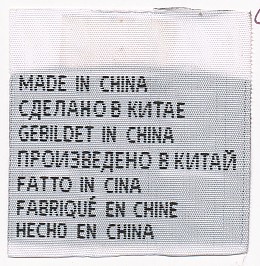 MADE IN CHINA
СДЕЛАНО В КИТАЕ
GEBILDET IN CHINA
ПРОИЗВЕДЕНО В КИТАЙ
FATTO IN CINA
FABRIQUÉ EN CHINE
HECHO EN CHINA